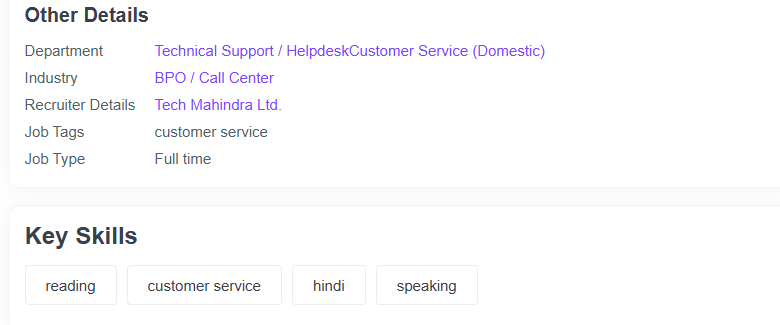 Other Details
Department Technical Support / HelpdeskCustomer Service (Domestic)
Industry BPO / Call Center
Recruiter Details Tech Mahindra Ltd.
Job Tags customer service
Job Type Full time
Key Skills
reading customer service hindi speaking